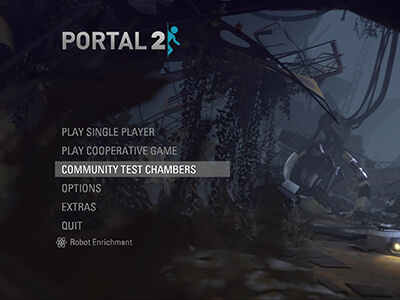 PORTAL 2
PLAY SINGLE PLAYER
PLAY COOPERATIVE GAME
COMMUNITY TEST CHAMBERS
OPTIONS
EXTRAS
QUIT
Robot Enrichment